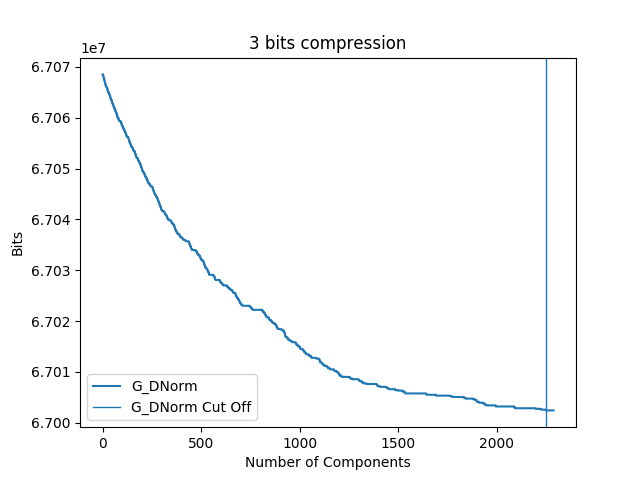 3 bits compression
1e7
6.707
6.706
6.705
6.704
6.703
6.702
6.701
6.700
Bits
G_DNorm
G_DNorm Cut Off
0 500 1000 1500 2000
Number of Components